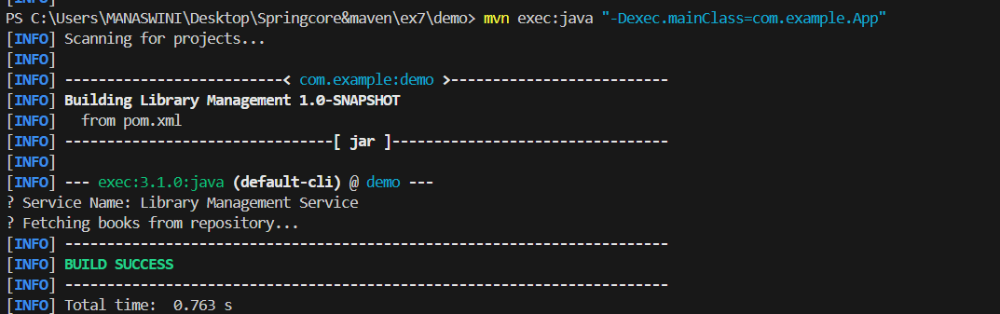 [INFO]
PS C:\Users\MANASWINI\Desktop\Springcore&maven\ex7\demo> mvn exec:java "-Dexec.mainClass=com.example.App"
[INFO] Scanning for projects...
[INFO]
[INFO] --------------------------< com.example:demo >--------------------------
[INFO] Building Library Management 1.0-SNAPSHOT
[INFO]   from pom.xml
[INFO] --------------------------------[ jar ]---------------------------------
[INFO]
[INFO] --- exec:3.1.0:java (default-cli) @ demo ---
? Service Name: Library Management Service
? Fetching books from repository...
[INFO] ------------------------------------------------------------------------
[INFO] BUILD SUCCESS
[INFO] ------------------------------------------------------------------------
[INFO] Total time:  0.763 s